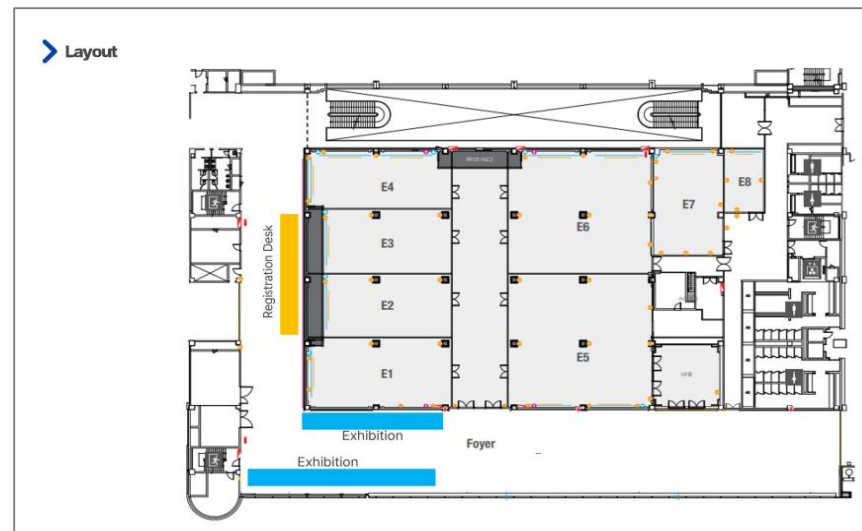 Layout
E4
E8
E7
E3
E6
Registration Desk
E2
E1
E5
Exhibition
Foyer
Exhibition